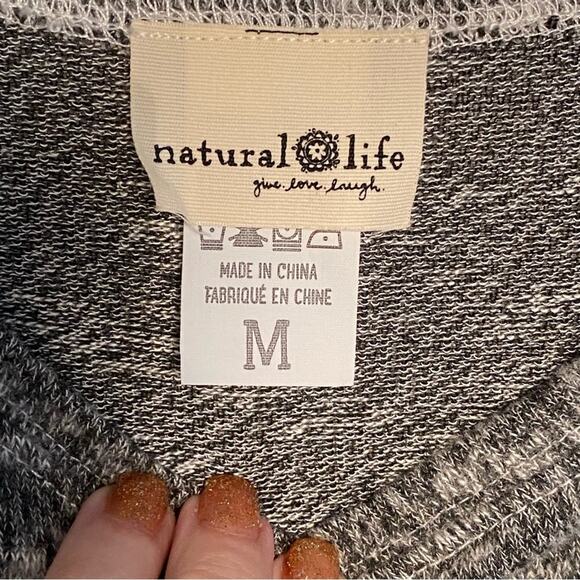 natural life
give. love. laugh.
MADE IN CHINA
FABRIQUÉ EN CHINE
M